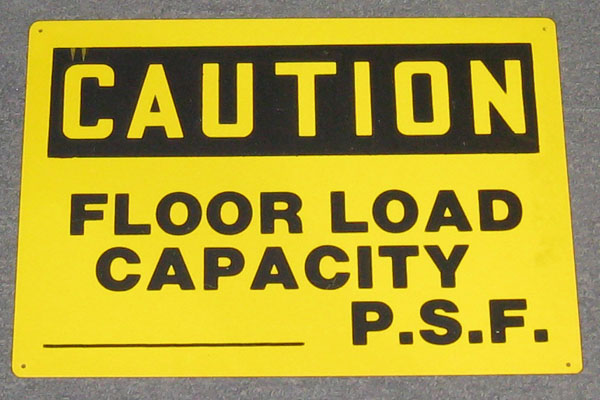 CAUTION
FLOOR LOAD
CAPACITY
P.S.F.